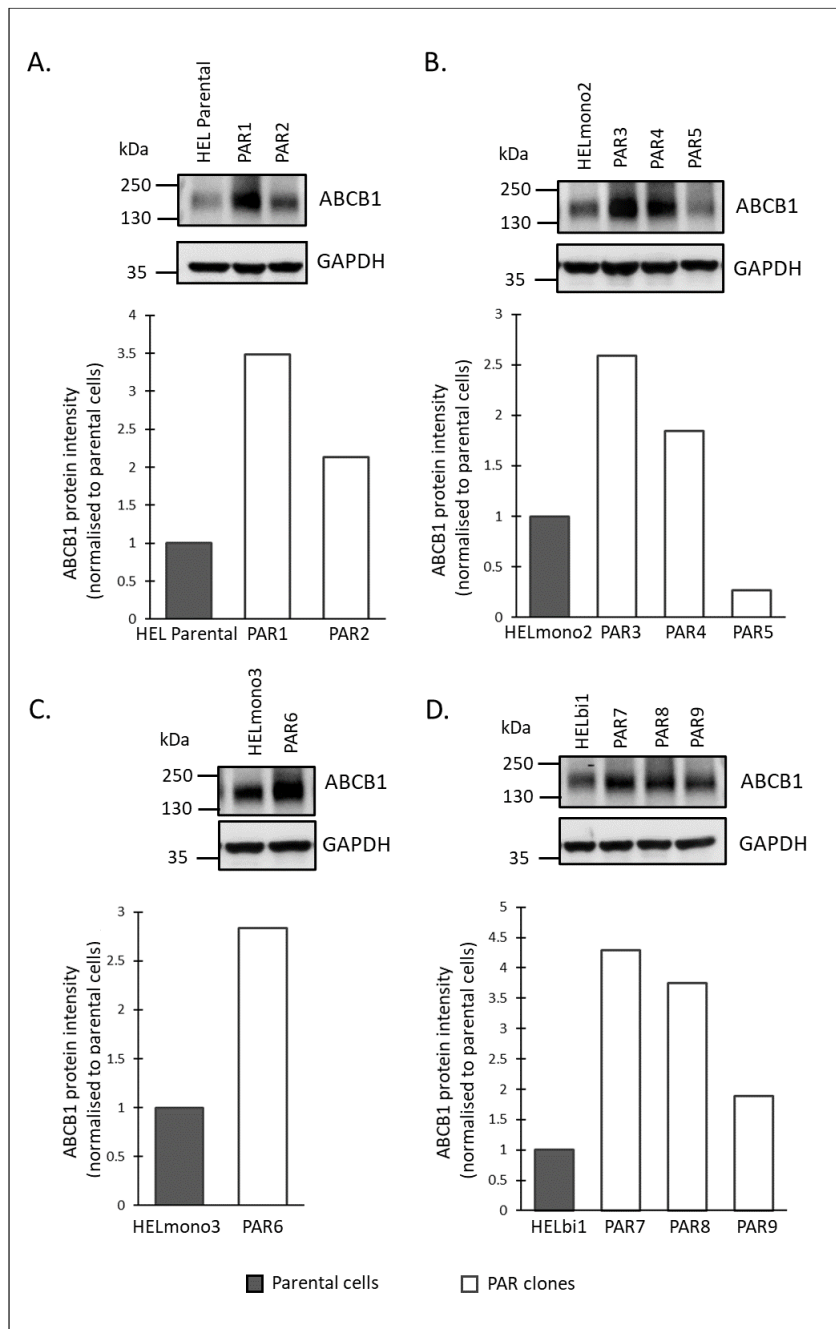 A.
HEL Parental
PAR1
PAR2
kDa
250
130
ABCB1
35
GAPDH
ABCB1 protein intensity
(normalised to parental cells)
4
3.5
3
2.5
2
1.5
1
0.5
0
HEL Parental PAR1 PAR2
B.
HELmono2
PAR3
PAR4
PAR5
kDa
250
130
ABCB1
35
GAPDH
ABCB1 protein intensity
(normalised to parental cells)
3
2.5
2
1.5
1
0.5
0
HELmono2 PAR3 PAR4 PAR5
C.
HELmono3
PAR6
kDa
250
130
ABCB1
35
GAPDH
ABCB1 protein intensity
(normalised to parental cells)
3
2.5
2
1.5
1
0.5
0
HELmono3 PAR6
D.
HELbi1
PAR7
PAR8
PAR9
kDa
250
130
ABCB1
35
GAPDH
ABCB1 protein intensity
(normalised to parental cells)
5
4.5
4
3.5
3
2.5
2
1.5
1
0.5
0
HELbi1 PAR7 PAR8 PAR9
Parental cells PAR clones